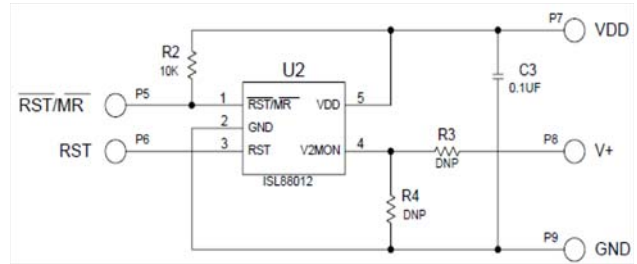 P7 VDD
R2
10K
U2
C3
0.1UF
RST/MR P5 1 RST/MR VDD 5
2 GND
RST P6 3 RST V2MON 4
R3
DNP
P8 V+
ISL88012
R4
DNP
P9 GND